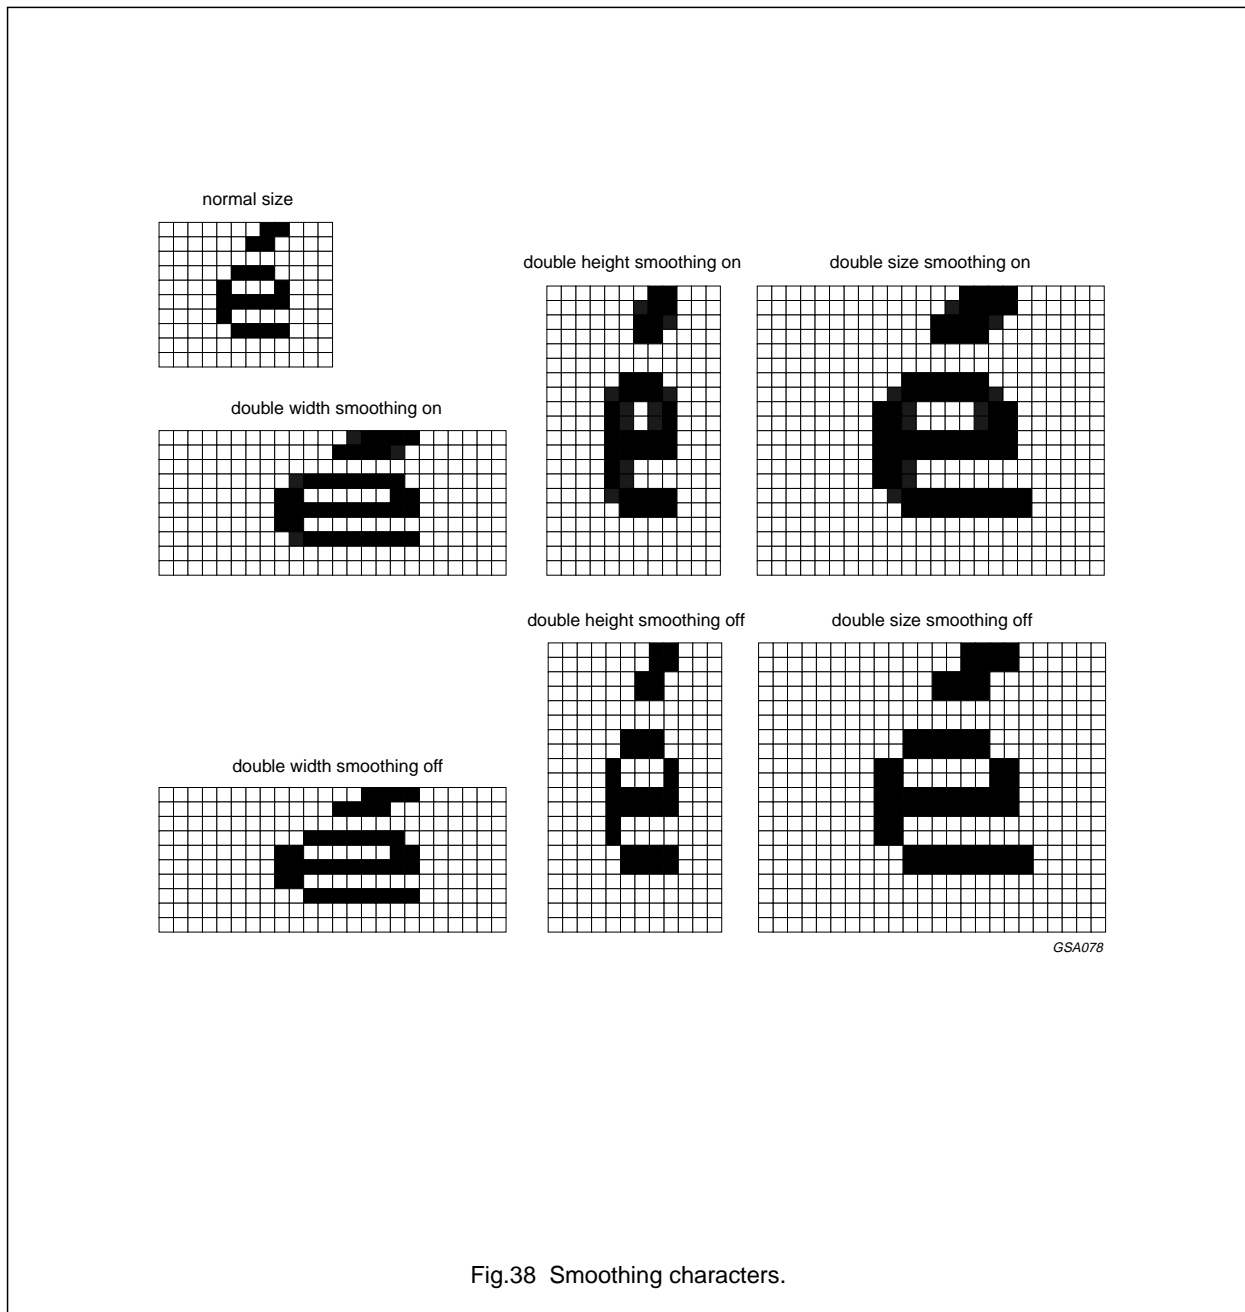 normal size
double height smoothing on
double size smoothing on
double width smoothing on
double height smoothing off
double size smoothing off
double width smoothing off
GSA078
Fig.38 Smoothing characters.